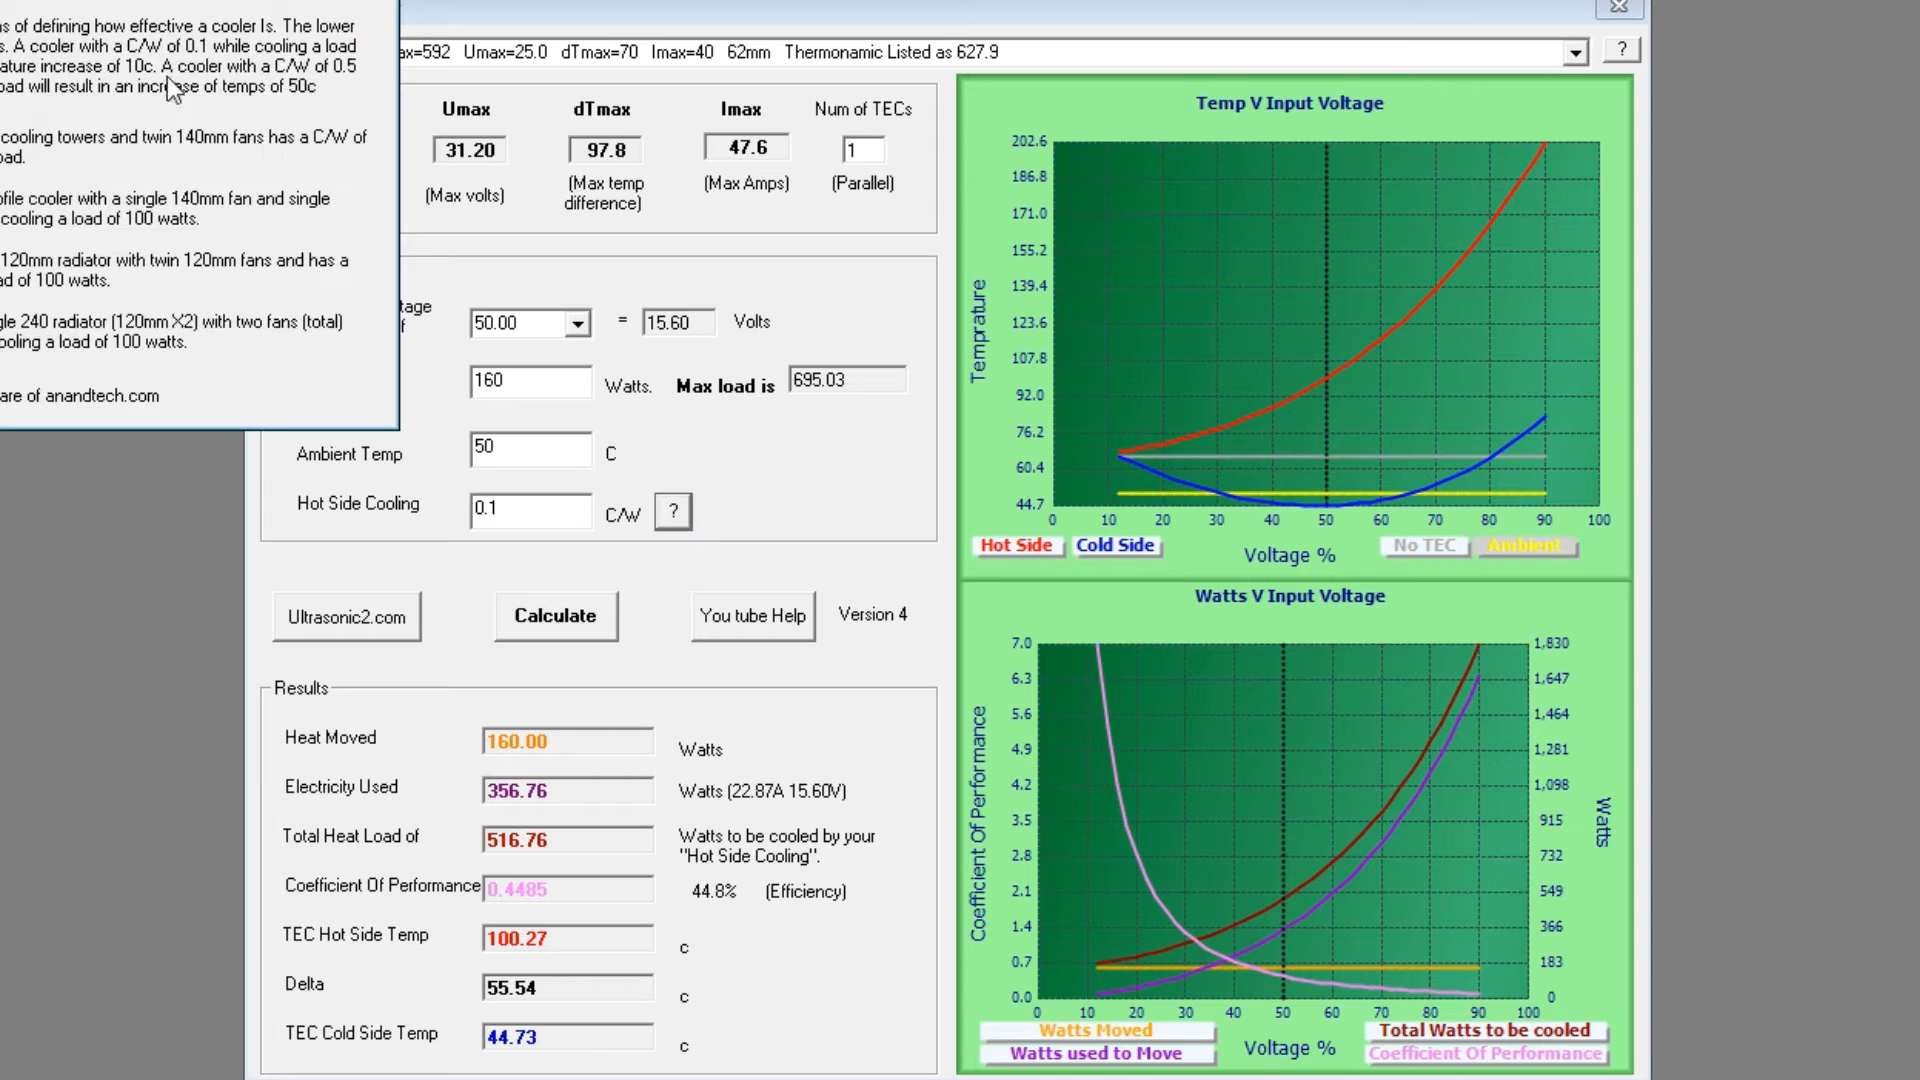 s of defining how effective a cooler Is. The lower
s. A cooler with a C/W of 0.1 while cooling a load
ature increase of 10c. A cooler with a C/W of 0.5
oad will result in an increase of temps of 50c
cooling towers and twin 140mm fans has a C/W of
oad.
ofile cooler with a single 140mm fan and single
cooling a load of 100 watts.
120mm radiator with twin 120mm fans and has a
ad of 100 watts.
gle 240 radiator (120mm X2) with two fans (total)
ooling a load of 100 watts.
are of anandtech.com
ax=592 Umax=25.0 dTmax=70 Imax=40 62mm Thermonamic Listed as 627.9
?
Umax dTmax Imax Num of TECs
31.20 97.8 47.6 1
(Max volts) (Max temp difference) (Max Amps) (Parallel)
tage
f
50.00 = 15.60 Volts
160 Watts. Max load is 695.03
Ambient Temp 50 C
Hot Side Cooling 0.1 C/W ?
Ultrasonic2.com Calculate You tube Help Version 4
Results
Heat Moved 160.00 Watts
Electricity Used 356.76 Watts (22.87A 15.60V)
Total Heat Load of 516.76 Watts to be cooled by your
"Hot Side Cooling".
Coefficient Of Performance 0.4485 44.8% (Efficiency)
TEC Hot Side Temp 100.27 c
Delta 55.54 c
TEC Cold Side Temp 44.73 c
Temp V Input Voltage
Temprature
202.6
186.8
171.0
155.2
139.4
123.6
107.8
92.0
76.2
60.4
44.7
0 10 20 30 40 50 60 70 80 90 100
Hot Side Cold Side Voltage % No TEC Ambient
Watts V Input Voltage
Coefficient Of Performance
7.0 1,830
6.3 1,647
5.6 1,464
4.9 1,281
4.2 1,098
3.5 915
2.8 732
2.1 549
1.4 366
0.7 183
0.0 0
Watts
0 10 20 30 40 50 60 70 80 90 100
Watts Moved Total Watts to be cooled
Watts used to Move Voltage % Coefficient Of Performance